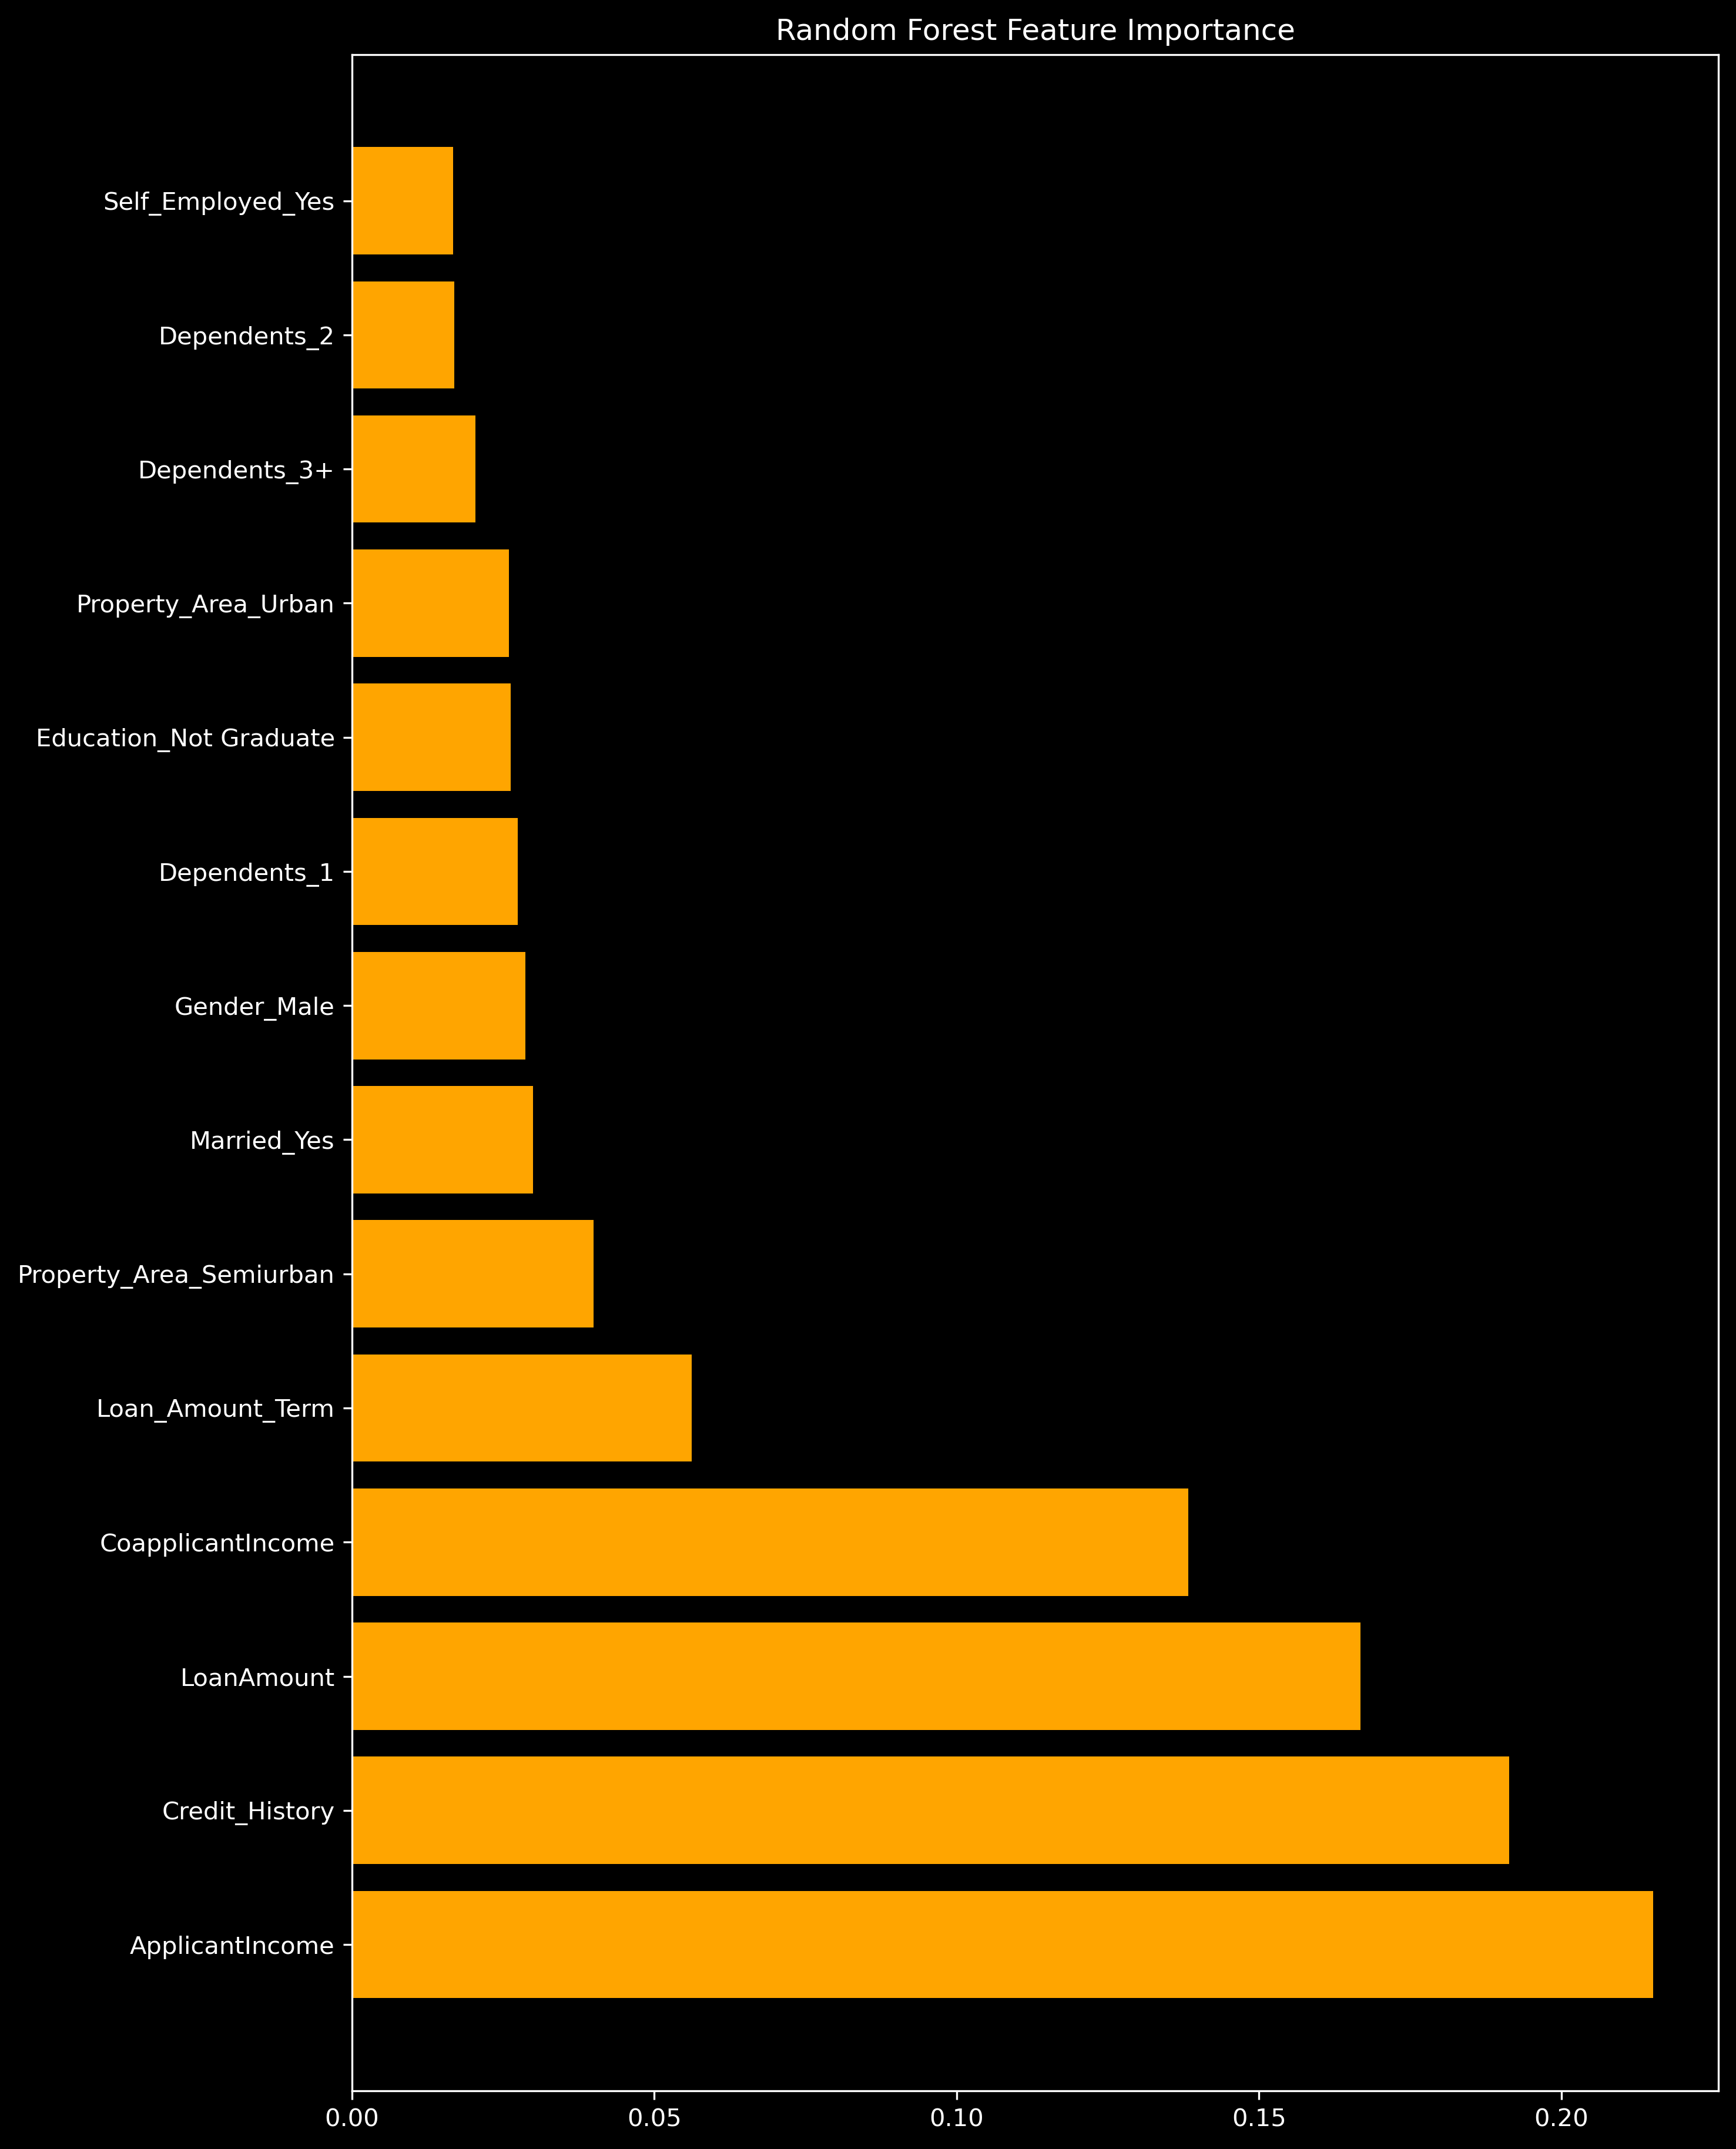 Random Forest Feature Importance
Self_Employed_Yes
Dependents_2
Dependents_3+
Property_Area_Urban
Education_Not Graduate
Dependents_1
Gender_Male
Married_Yes
Property_Area_Semiurban
Loan_Amount_Term
CoapplicantIncome
LoanAmount
Credit_History
ApplicantIncome
0.00 0.05 0.10 0.15 0.20